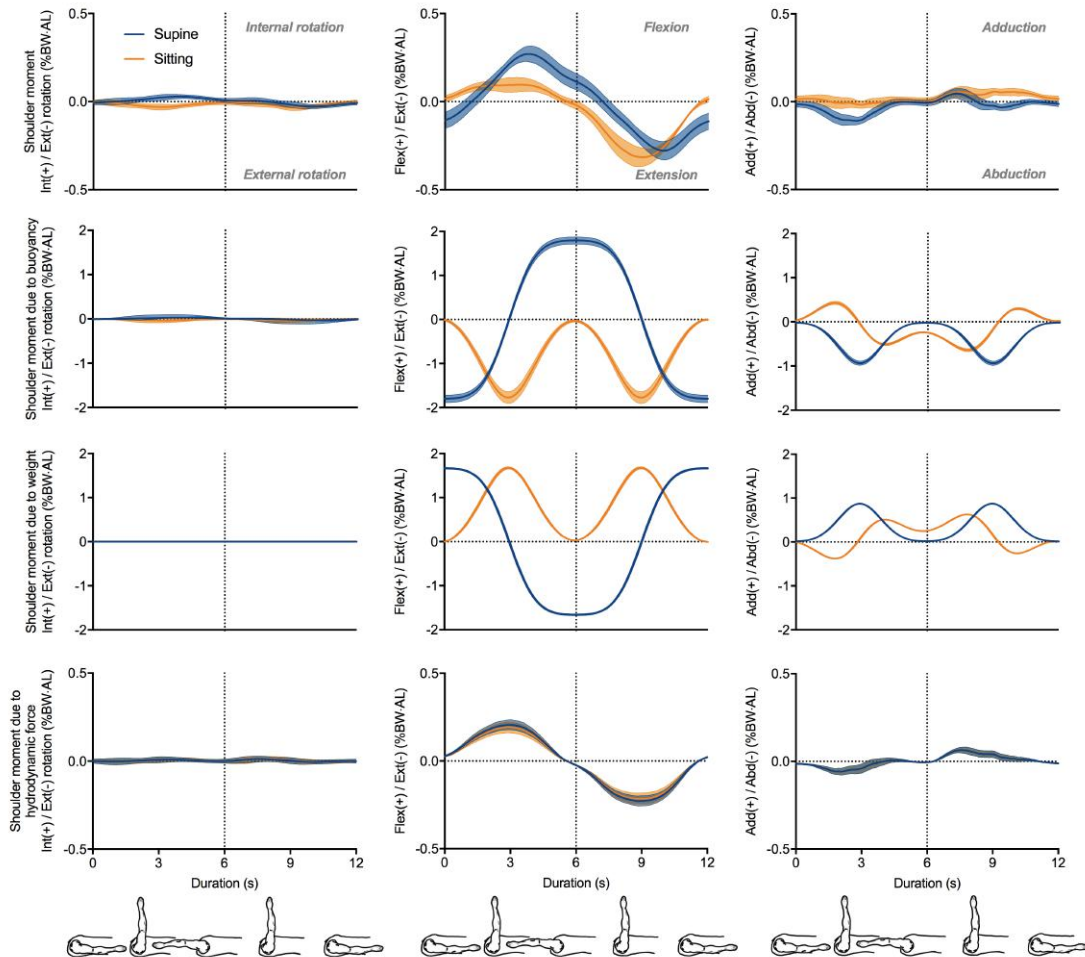 0.5
0.0
-0.5
Shoulder moment
Int(+) / Ext(-) rotation (%BW·AL)
Supine
Sitting
Internal rotation
External rotation
0.5
0.0
-0.5
Flex(+) / Ext(-) (%BW·AL)
Flexion
Extension
0.5
0.0
-0.5
Add(+) / Abd(-) (%BW·AL)
Adduction
Abduction
2
1
0
-1
-2
Shoulder moment due to buoyancy
Int(+) / Ext(-) rotation (%BW·AL)
2
1
0
-1
-2
Flex(+) / Ext(-) (%BW·AL)
2
1
0
-1
-2
Add(+) / Abd(-) (%BW·AL)
2
1
0
-1
-2
Shoulder moment due to weight
Int(+) / Ext(-) rotation (%BW·AL)
2
1
0
-1
-2
Flex(+) / Ext(-) (%BW·AL)
2
1
0
-1
-2
Add(+) / Abd(-) (%BW·AL)
0.5
0.0
-0.5
Shoulder moment due to
hydrodynamic force
Int(+) / Ext(-) rotation (%BW·AL)
0 3 6 9 12
Duration (s)
0.5
0.0
-0.5
Flex(+) / Ext(-) (%BW·AL)
0 3 6 9 12
Duration (s)
0.5
0.0
-0.5
Add(+) / Abd(-) (%BW·AL)
0 3 6 9 12
Duration (s)